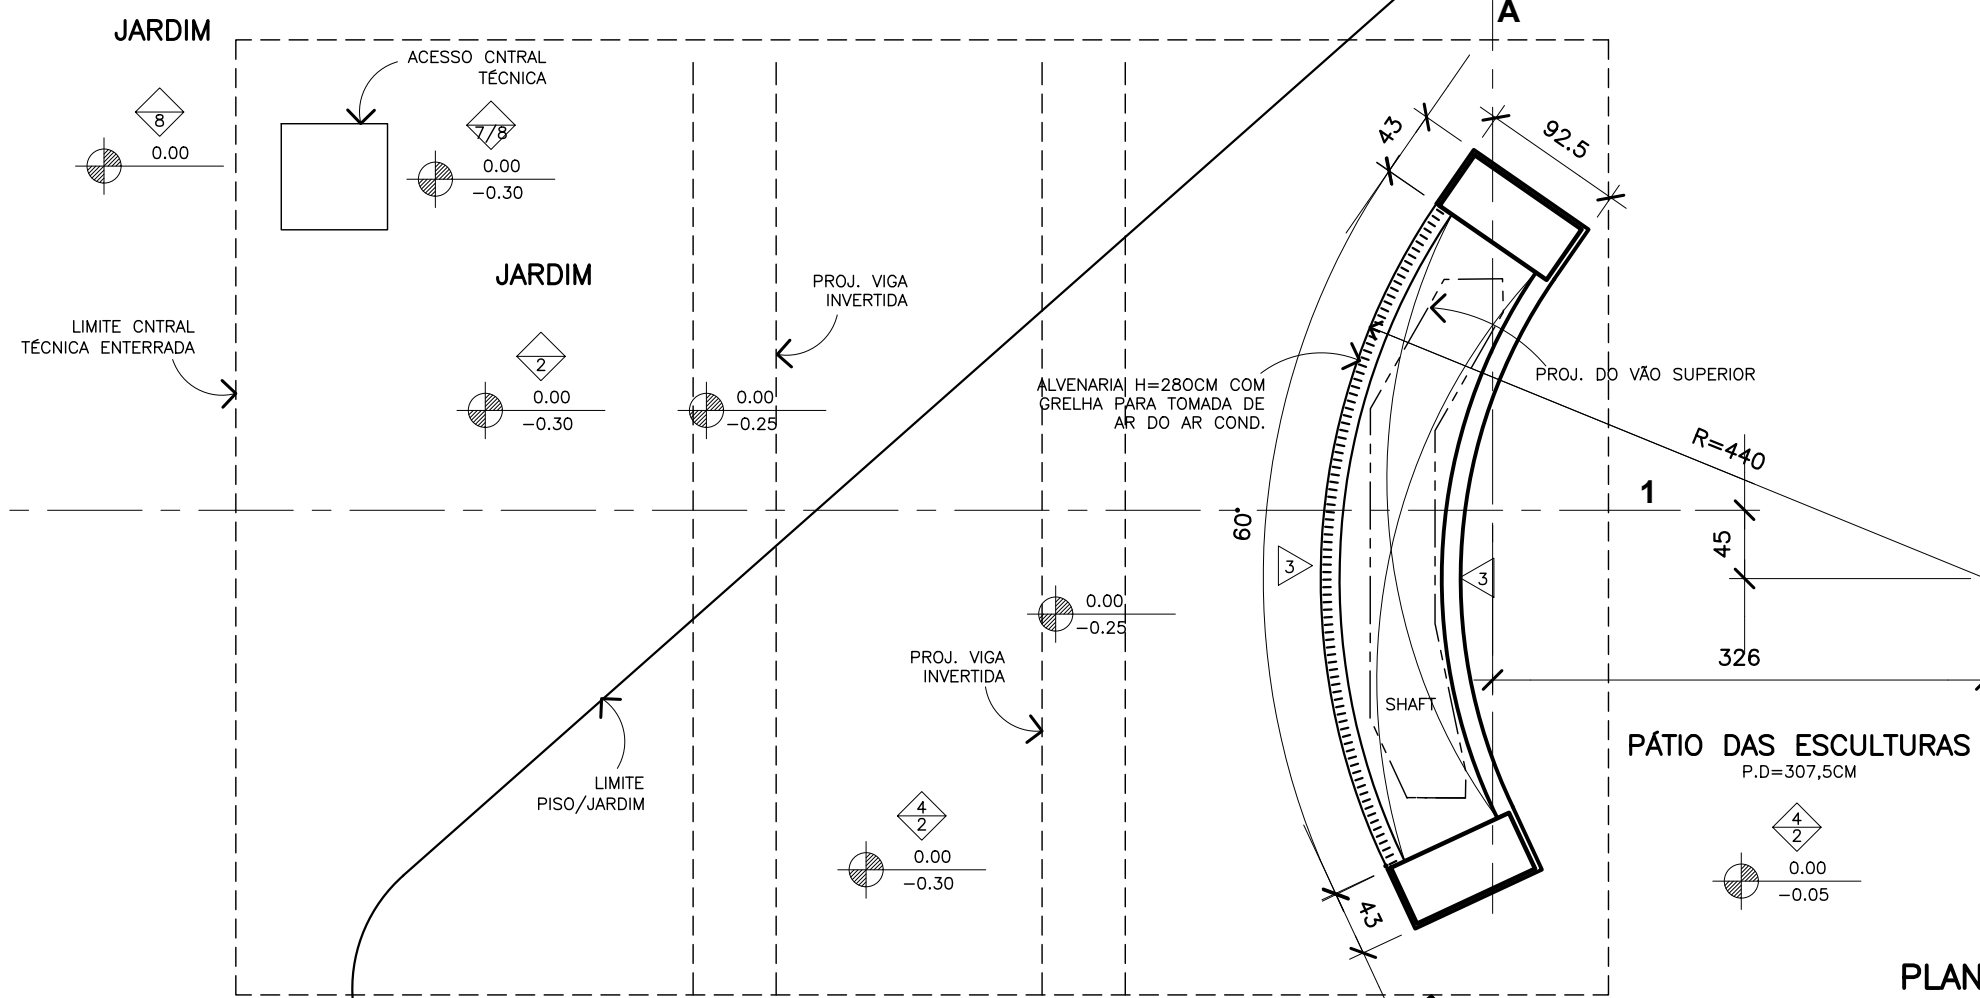 JARDIM
ACESSO CNTRAL
TÉCNICA
8
0.00
7/8
0.00
−0.30
A
43
92.5
JARDIM
PROJ. VIGA
INVERTIDA
LIMITE CNTRAL
TÉCNICA ENTERRADA
2
0.00
−0.30
0.00
−0.25
ALVENARIA H=280CM COM
GRELHA PARA TOMADA DE
AR DO AR COND.
PROJ. DO VÃO SUPERIOR
R=440
1
45
60°
3
3
0.00
−0.25
326
PROJ. VIGA
INVERTIDA
SHAFT
PÁTIO DAS ESCULTURAS
P.D=307,5CM
LIMITE
PISO/JARDIM
4
2
0.00
−0.30
4
2
0.00
−0.05
43
PLAN